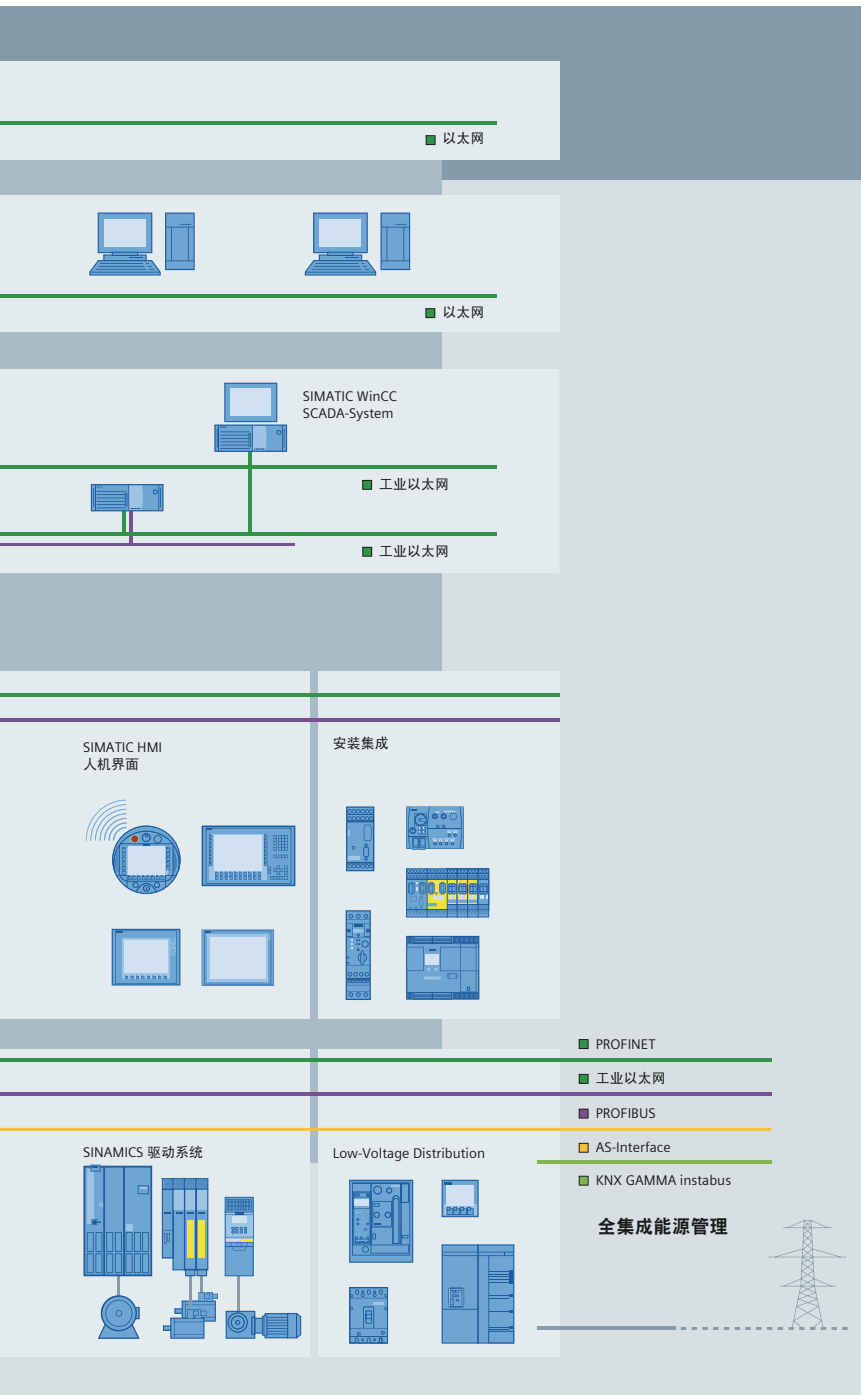 以太网
以太网
SIMATIC WinCC
SCADA-System
工业以太网
工业以太网
SIMATIC HMI
人机界面
安装集成
PROFINET
工业以太网
PROFIBUS
SINAMICS 驱动系统
Low-Voltage Distribution
AS-Interface
KNX GAMMA instabus
全集成能源管理